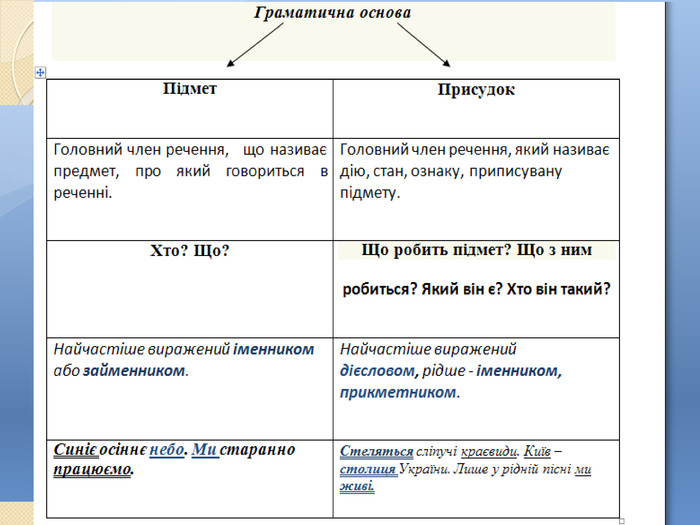 Граматична основа
Підмет
Присудок
Головний член речення, що називає
предмет, про який говориться в
реченні.
Головний член речення, який називає
дію, стан, ознаку, приписувану
підмету.
Хто? Що?
Що робить підмет? Що з ним
робиться? Який він є? Хто він такий?
Найчастіше виражений іменником
або займенником.
Найчастіше виражений
дієсловом, рідше - іменником,
прикметником.
Синіє осіннє небо. Ми старанно
працюємо.
Стеляться сліпучі краєвиди. Київ –
столиця України. Лише у рідній пісні ми
живі.